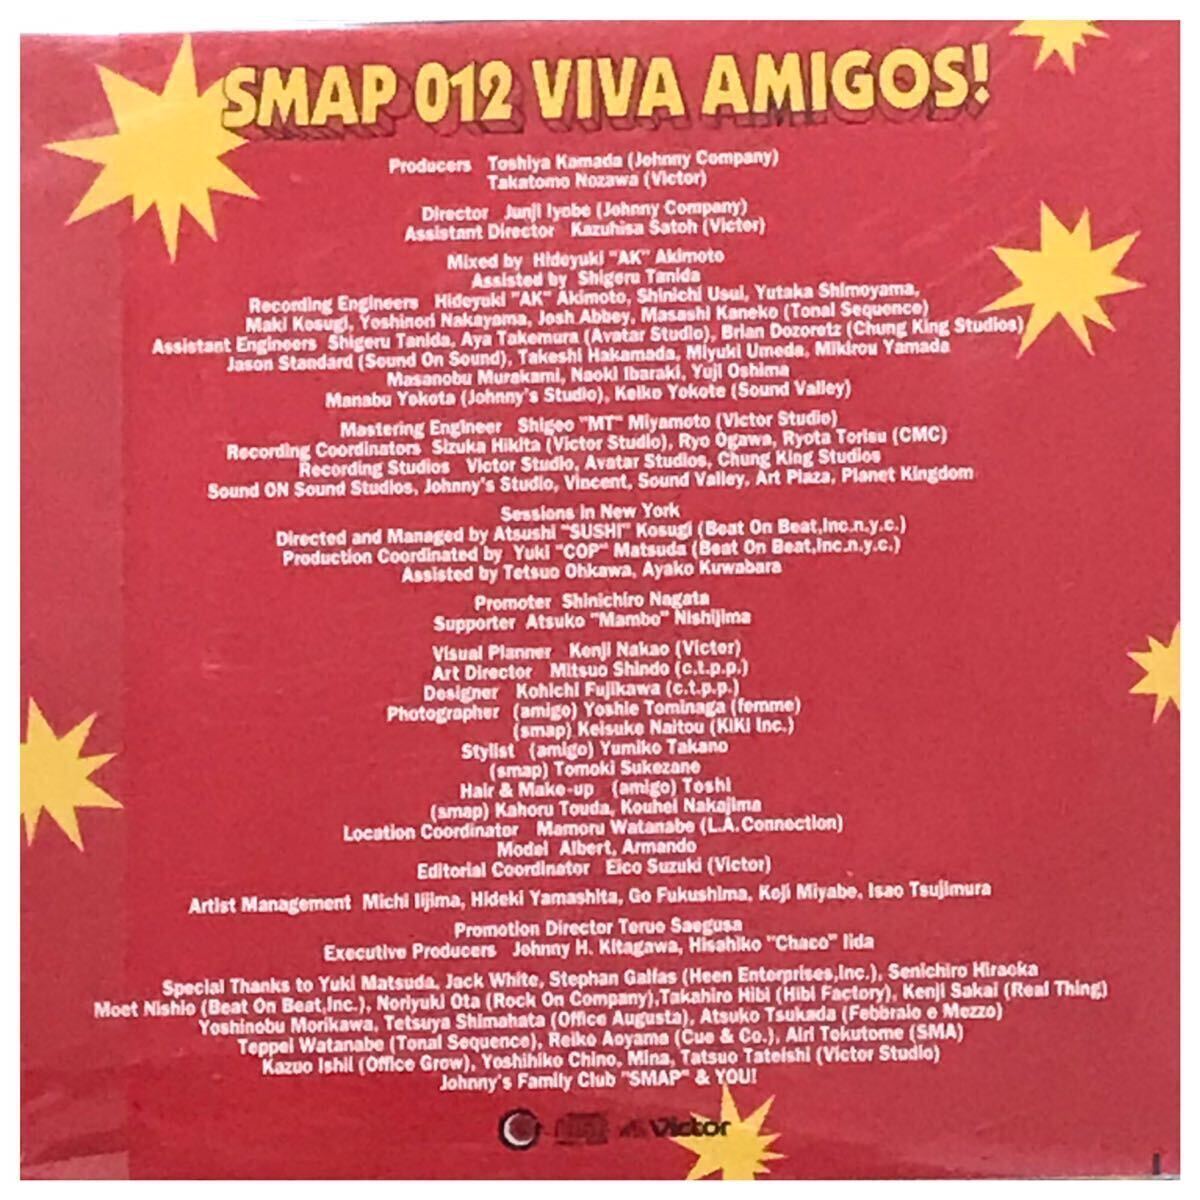 SMAP 012 VIVA AMIGOS!
Producers Toshiya Kamada (Johnny Company)
Takatomo Nozawa (Victor)
Director Junji Iyobe (Johnny Company)
Assistant Director Kazuhisa Satoh (Victor)
Mixed by Hideyuki "AK" Akimoto
Assisted by Shigeru Tanida
Recording Engineers Hideyuki "AK" Akimoto, Shinichi Usui, Yutaka Shimoyama,
Maki Kosugi, Yoshinori Nakayama, Josh Abbey, Masashi Kaneko (Tonal Sequence)
Assistant Engineers Shigeru Tanida, Aya Takemura (Avatar Studio), Brian Dozoretz (Chung King Studios)
Jason Standard (Sound On Sound), Takeshi Hakamada, Miyuki Umeda, Mikirou Yamada
Masanobu Murakami, Naoki Ibaraki, Yuji Oshima
Manabu Yokota (Johnny's Studio), Keiko Yokote (Sound Valley)
Mastering Engineer Shigeo "MT" Miyamoto (Victor Studio)
Recording Coordinators Sizuka Hikita (Victor Studio), Ryo Ogawa, Ryota Torisu (CMC)
Recording Studios Victor Studio, Avatar Studios, Chung King Studios
Sound ON Sound Studios, Johnny's Studio, Vincent, Sound Valley, Art Plaza, Planet Kingdom
Sessions in New York
Directed and Managed by Atsushi "SUSHI" Kosugi (Beat On Beat,Inc.n.y.c.)
Production Coordinated by Yuki "COP" Matsuda (Beat On Beat,Inc.n.y.c.)
Assisted by Tetsuo Ohkawa, Ayako Kuwabara
Promoter Shinichiro Nagata
Supporter Atsuko "Mambo" Nishijima
Visual Planner Kenji Nakao (Victor)
Art Director Mitsuo Shindo (c.t.p.p.)
Designer Kohichi Fujikawa (c.t.p.p.)
Photographer (amigo) Yoshie Tominaga (femme)
(smap) Keisuke Naitou (KIKI Inc.)
Stylist (amigo) Yumiko Takano
(smap) Tomoki Sukezane
Hair & Make-up (amigo) Toshi
(smap) Kahoru Touda, Kouhei Nakajima
Location Coordinator Mamoru Watanabe (L.A.Connection)
Model Albert, Armando
Editorial Coordinator Eico Suzuki (Victor)
Artist Management Michi Iijima, Hideki Yamashita, Go Fukushima, Koji Miyabe, Isao Tsujimura
Promotion Director Teruo Saegusa
Executive Producers Johnny H. Kitagawa, Hisahiko "Chaco" Iida
Special Thanks to Yuki Matsuda, Jack White, Stephan Galfas (Heen Enterprises,Inc.), Senichiro Hiraoka
Moet Nishio (Beat On Beat,Inc.), Noriyuki Ota (Rock On Company),Takahiro Hibi (Hibi Factory), Kenji Sakai (Real Thing)
Yoshinobu Morikawa, Tetsuya Shimahata (Office Augusta), Atsuko Tsukada (Febbraio e Mezzo)
Teppei Watanabe (Tonal Sequence), Reiko Aoyama (Cue & Co.), Airi Tokutome (SMA)
Kazuo Ishii (Office Grow), Yoshihiko Chino, Mina, Tatsuo Tateishi (Victor Studio)
Johnny's Family Club "SMAP" & YOU!
Victor